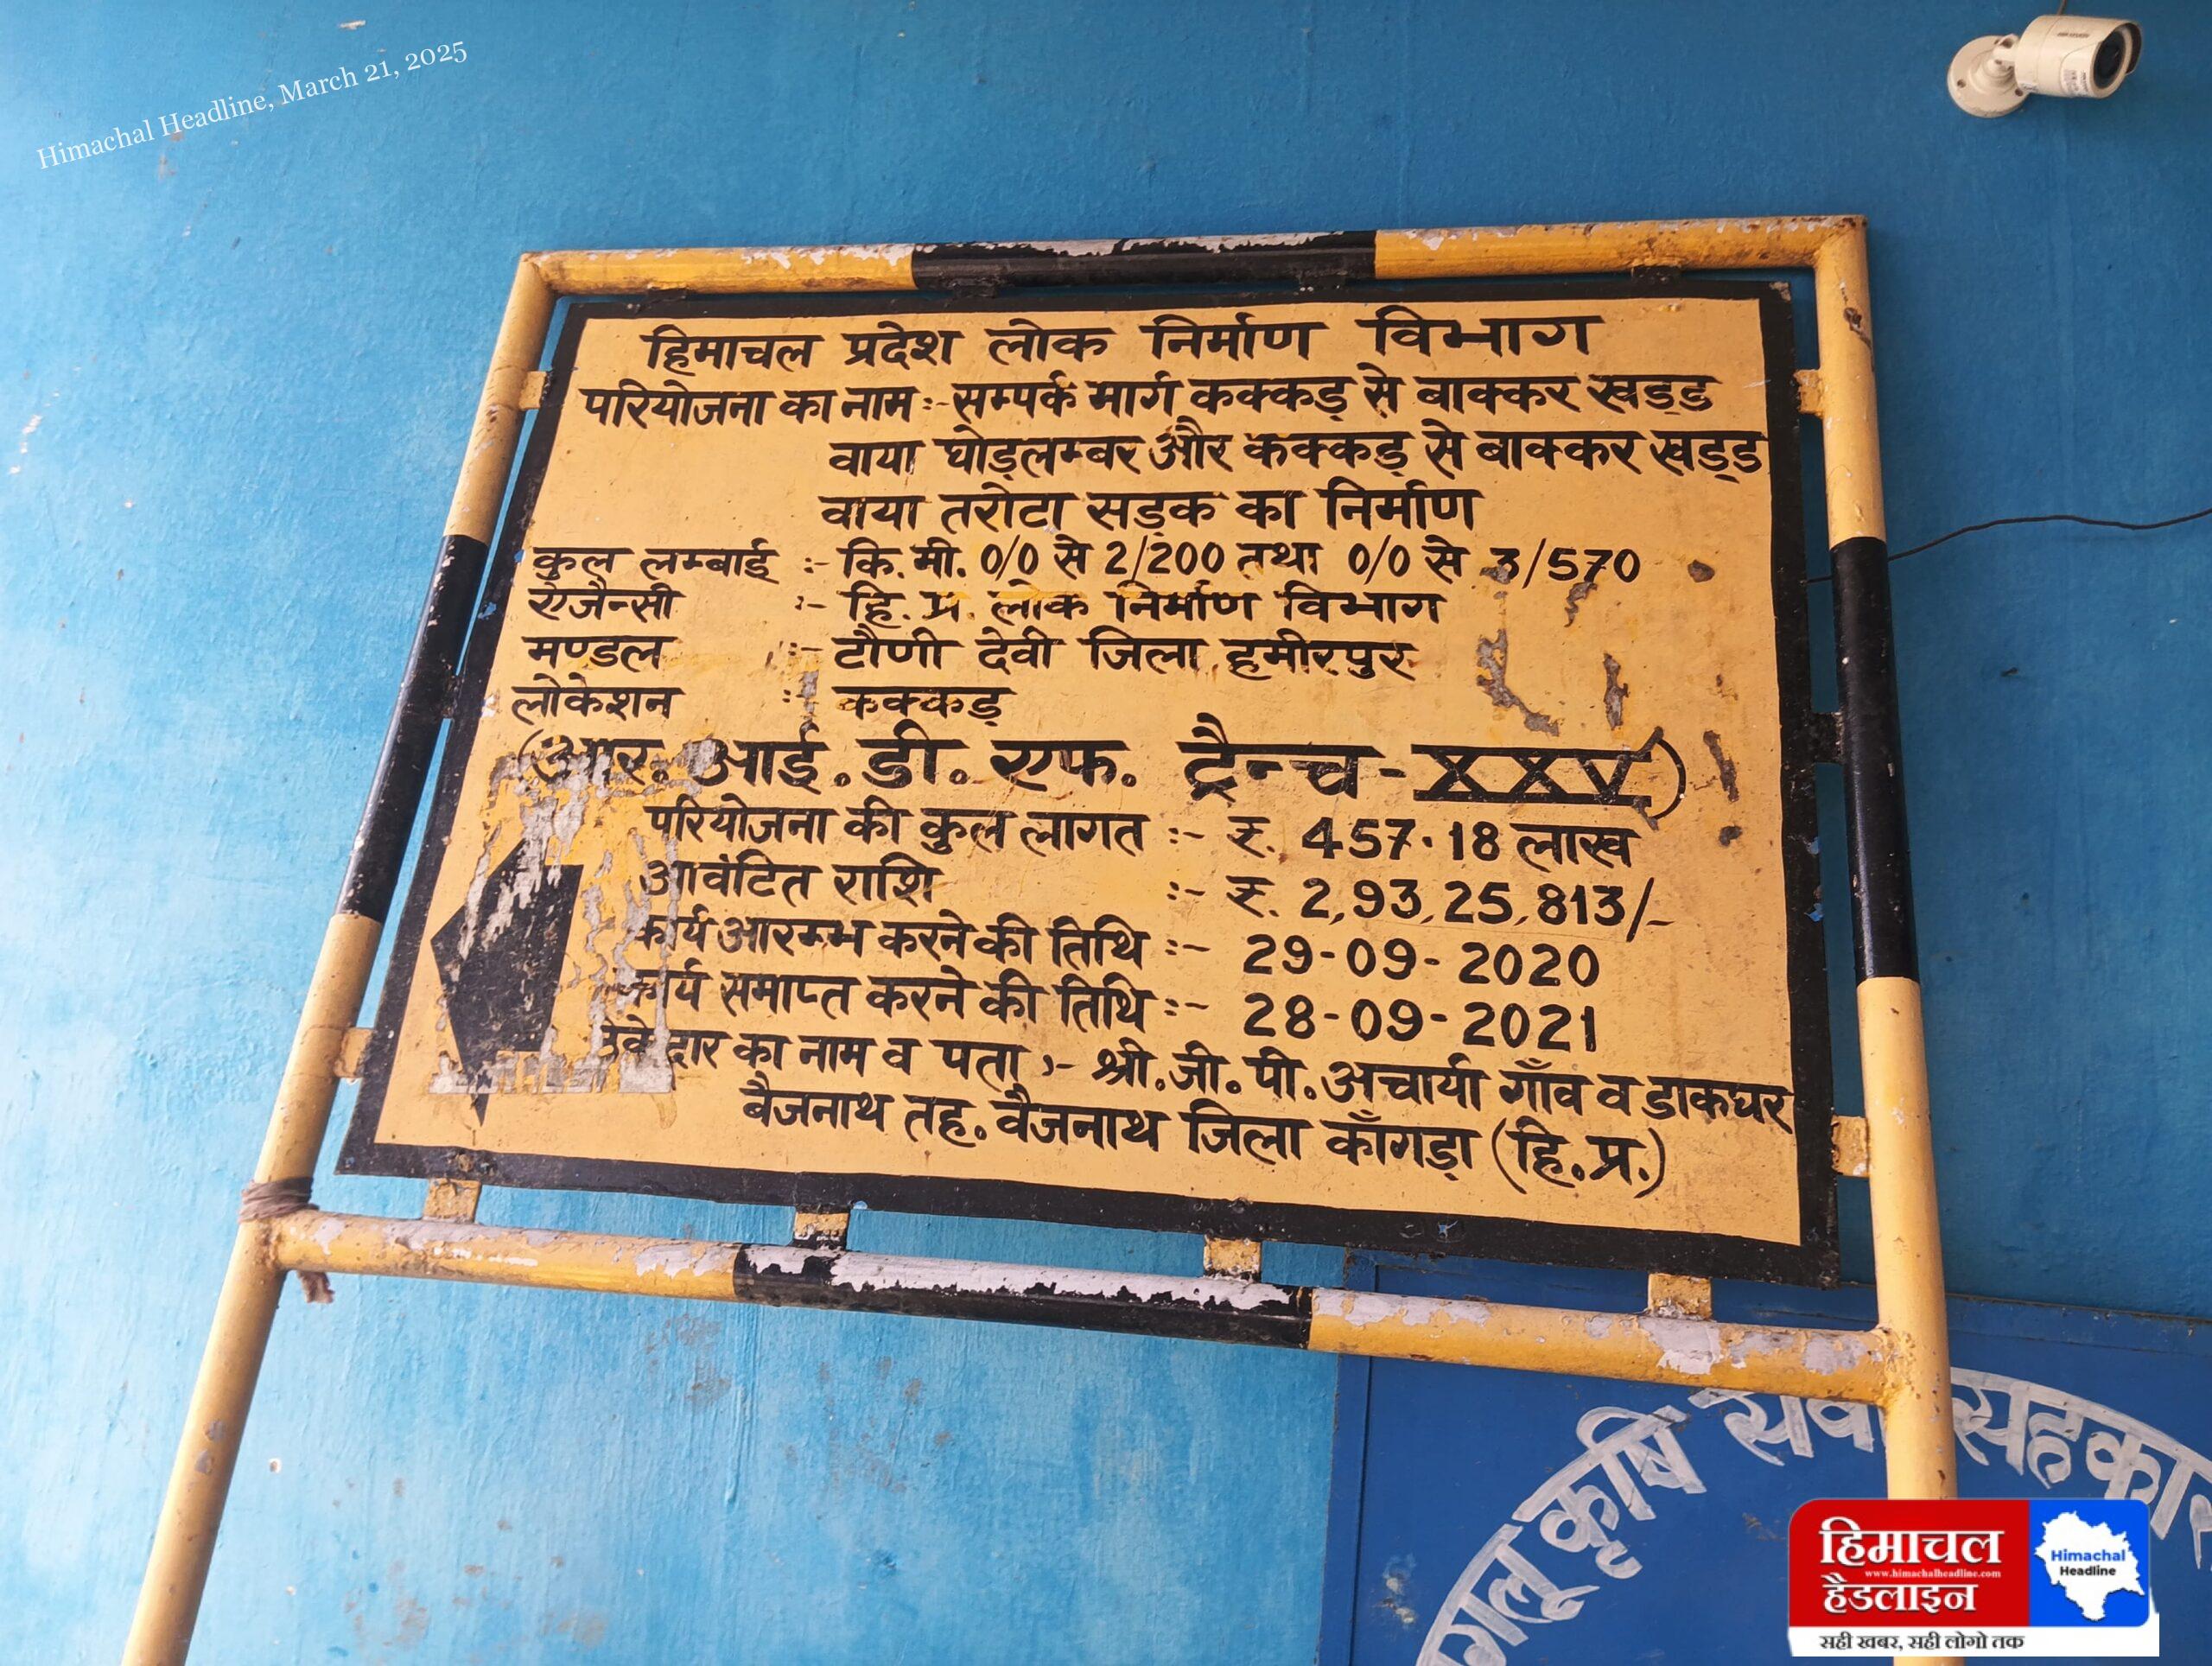 Himachal Headline, March 21, 2025
हिमाचल प्रदेश लोक निर्माण विभाग
परियोजना का नाम :- सम्पर्क मार्ग कक्कड़ से बाक्कर खड्ड
वाया घोड़लम्बर और कक्कड़ से बाक्कर खड्ड
वाया तरोटा सड़क का निर्माण
कुल लम्बाई :- कि.मी. 0/0 से 2/200 तथा 0/0 से 3/570
एजैन्सी :- हि.प्र. लोक निर्माण विभाग
मण्डल :- टौणी देवी जिला हमीरपुर
लोकेशन :- कक्कड़
(आर. आई. डी. एफ. ट्रैन्च - XXV)
परियोजना की कुल लागत :- रू. 457.18 लाख
आवंटित राशि :- रू. 2,93,25,813/-
कार्य आरम्भ करने की तिथि :- 29-09-2020
कार्य समाप्त करने की तिथि :- 28-09-2021
ठेकेदार का नाम व पता :- श्री. जी. पी. अचार्या गाँव व डाकघर
बैजनाथ तह. बैजनाथ जिला काँगड़ा (हि.प्र.)
कृषि सेवा सहकार
हिमाचल
www.himachalheadline.com
हैडलाइन
Himachal
Headline
सही खबर, सही लोगो तक